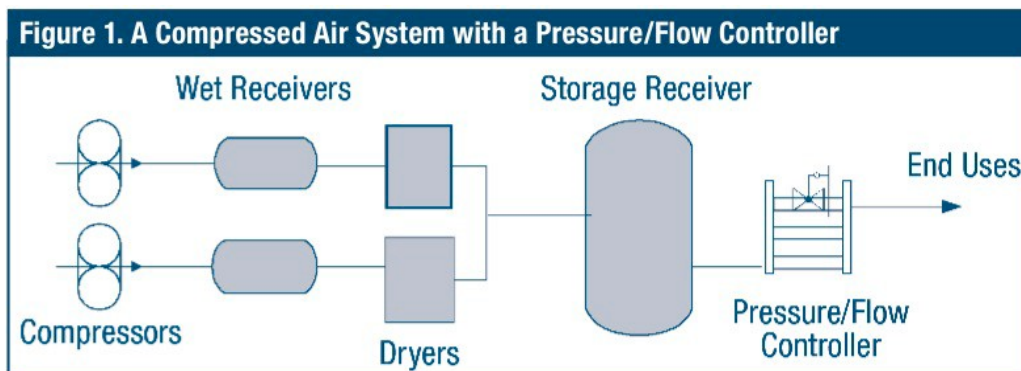 Figure 1. A Compressed Air System with a Pressure/Flow Controller
Wet Receivers
Storage Receiver
End Uses
Compressors
Dryers
Pressure/Flow
Controller